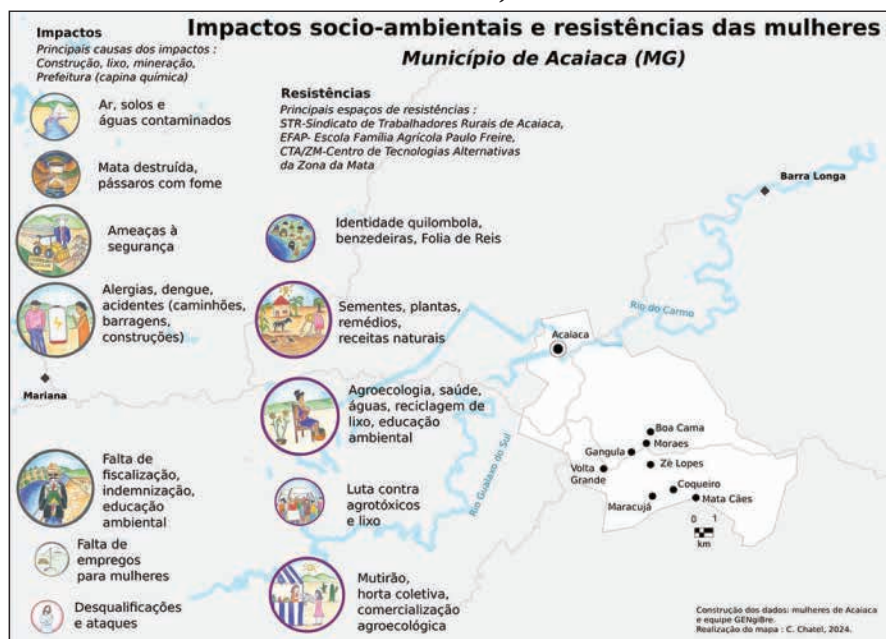 Impactos socio-ambientais e resistências das mulheres
Município de Acaiaca (MG)
Impactos
Principais causas dos impactos :
Construção, lixo, mineração,
Prefeitura (capina química)
Ar, solos e
águas contaminados
Mata destruída,
pássaros com fome
Ameaças à
segurança
Alergias, dengue,
acidentes (caminhões,
barragens,
construções)
Mariana
Falta de
fiscalização,
indemnização,
educação
ambiental
Falta de
empregos
para mulheres
Desqualificações
e ataques
Resistências
Principais espaços de resistências :
STR-Sindicato de Trabalhadores Rurais de Acaiaca,
EFAP- Escola Família Agrícola Paulo Freire,
CTA/ZM-Centro de Tecnologias Alternativas
da Zona da Mata
Identidade quilombola,
benzedeiras, Folia de Reis
Sementes, plantas,
remédios,
receitas naturais
Agroecologia, saúde,
águas, reciclagem de
lixo, educação
ambiental
Luta contra
agrotóxicos
e lixo
Mutirão,
horta coletiva,
comercialização
agroecológica
Barra Longa
Rio do Carmo
Acaiaca
Rio Gualaxo do Sul
Boa Cama
Moraes
Gangula
Zè Lopes
Volta
Grande
Coqueiro
Maracujá
Mata Cães
0 1
km
Construção dos dados: mulheres de Acaiaca
e equipe GENgiBre.
Realização do mapa : C. Chatel, 2024.